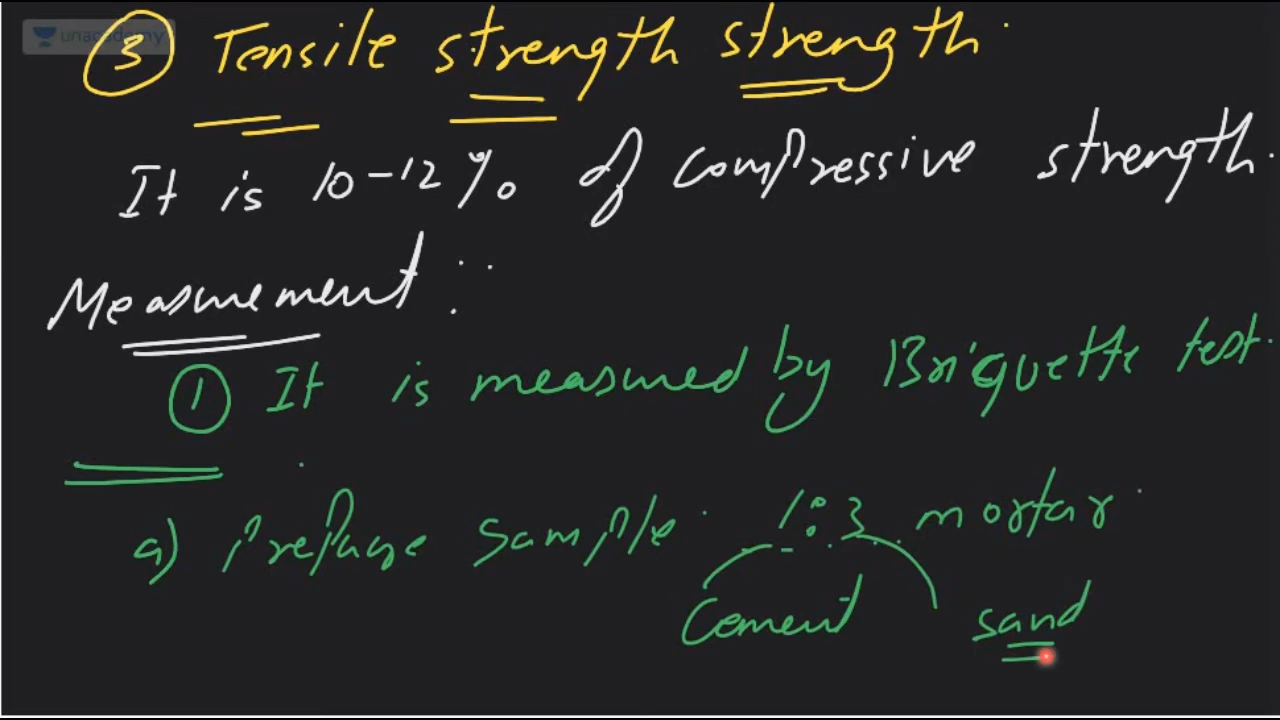 unacademy
③ Tensile strength strength.
It is 10-12% of compressive strength.
Measurement :
① It is measured by Briquette test.
a) Prepare sample. 1:3 mortar.
Cement sand